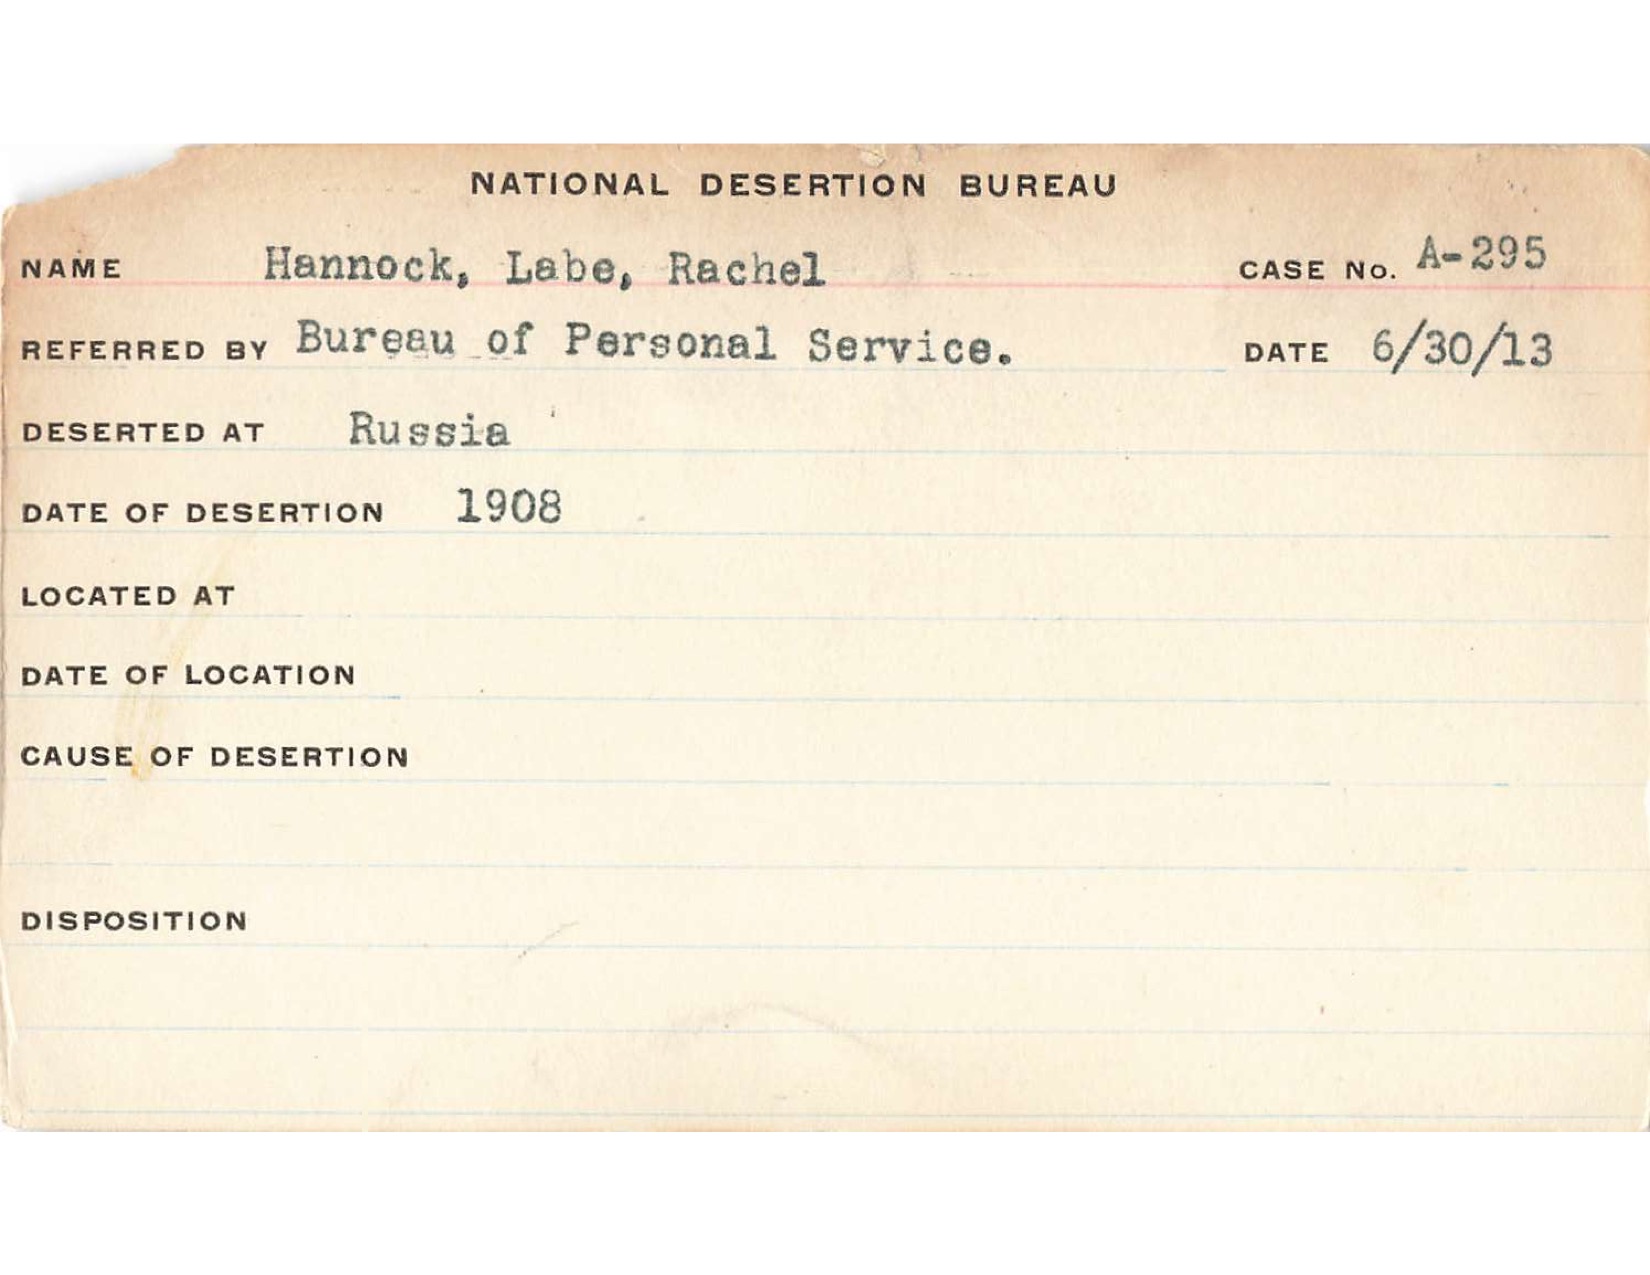 NATIONAL DESERTION BUREAU
NAME Hannock, Labe, Rachel CASE No. A-295
REFERRED BY Bureau of Personal Service. DATE 6/30/13
DESERTED AT Russia
DATE OF DESERTION 1908
LOCATED AT
DATE OF LOCATION
CAUSE OF DESERTION
DISPOSITION